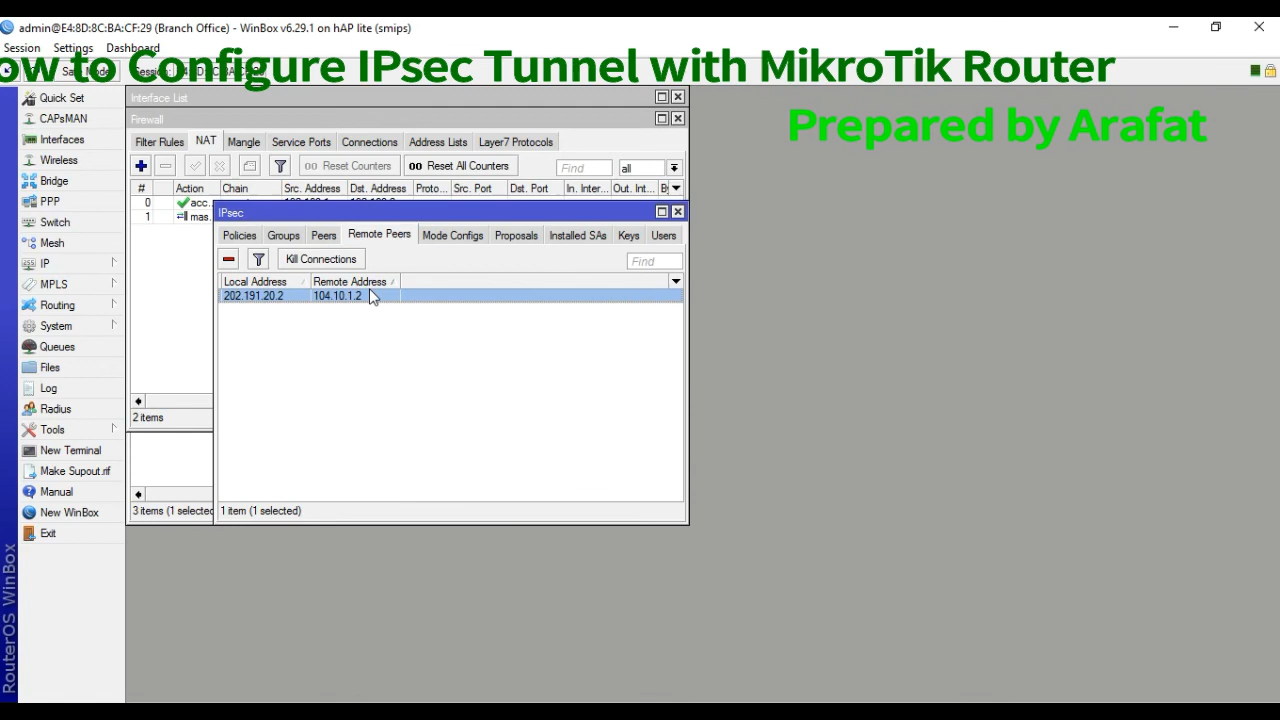 admin@E4:8D:8C:BA:CF:29 (Branch Office) - WinBox v6.29.1 on hAP lite (smips)
Session Settings Dashboard
ow to Configure IPsec Tunnel with MikroTik Router
Prepared by Arafat
Quick Set
CAPsMAN
Interfaces
Wireless
Bridge
PPP
Switch
Mesh
IP
MPLS
Routing
System
Queues
Files
Log
Radius
Tools
New Terminal
Make Supout.rif
Manual
New WinBox
Exit
RouterOS WinBox
Interface List
Firewall
Filter Rules NAT Mangle Service Ports Connections Address Lists Layer7 Protocols
00 Reset Counters 00 Reset All Counters Find all
# Action Chain Src. Address Dst. Address Proto... Src. Port Dst. Port In. Inter... Out. Int...
0 acc..
1 mas..
2 items
3 items (1 selected
IPsec
Policies Groups Peers Remote Peers Mode Configs Proposals Installed SAs Keys Users
Kill Connections Find
Local Address Remote Address
202.191.20.2 104.10.1.2
1 item (1 selected)